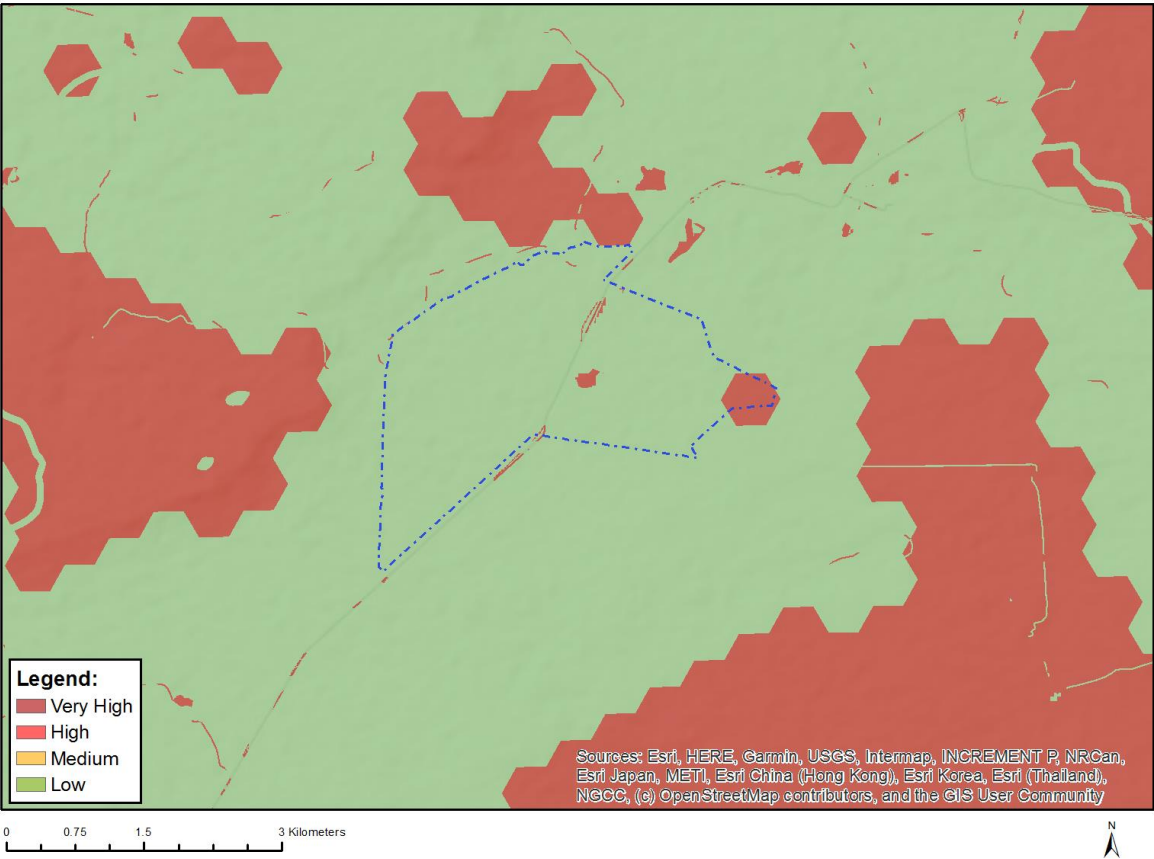 Legend:
Very High
High
Medium
Low
Sources: Esri, HERE, Garmin, USGS, Intermap, INCREMENT P, NRCan,
Esri Japan, METI, Esri China (Hong Kong), Esri Korea, Esri (Thailand),
NGCC, (c) OpenStreetMap contributors, and the GIS User Community
0 0.75 1.5 3 Kilometers
N